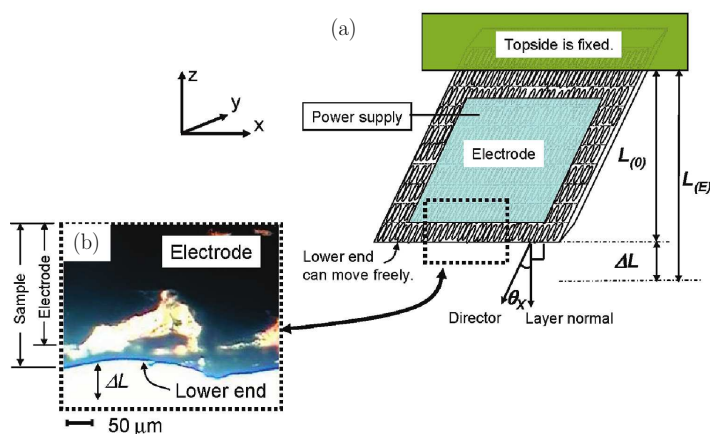 (a)
Topside is fixed.
z
y
x
Power supply
Electrode
L(0)
L(E)
Lower end
can move freely.
ΔL
θX
Director
Layer normal
(b)
Electrode
Sample
Electrode
ΔL
Lower end
50 μm